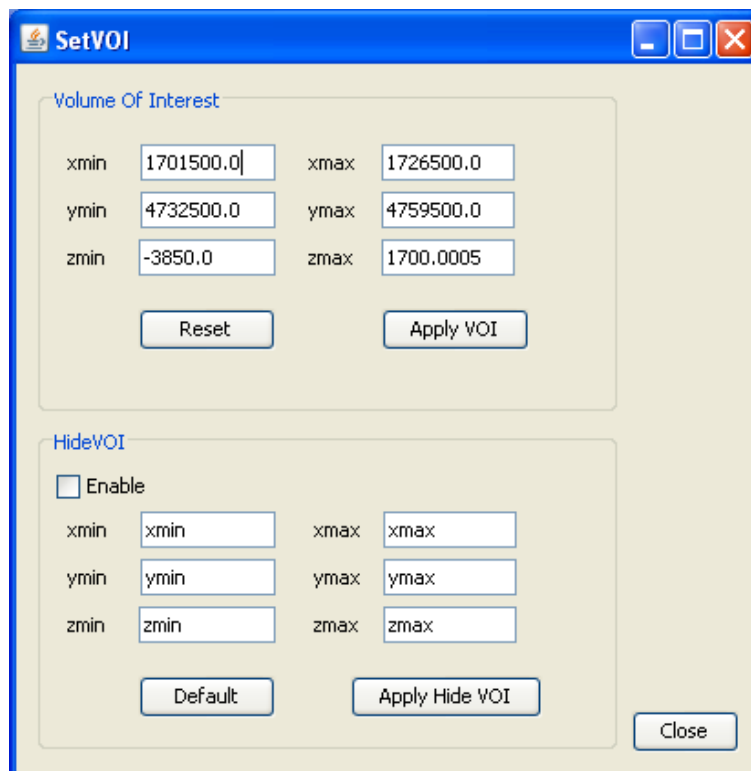 SetVOI
Volume Of Interest
xmin 1701500.0 xmax 1726500.0
ymin 4732500.0 ymax 4759500.0
zmin -3850.0 zmax 1700.0005
Reset Apply VOI
HideVOI
Enable
xmin xmin xmax xmax
ymin ymin ymax ymax
zmin zmin zmax zmax
Default Apply Hide VOI
Close